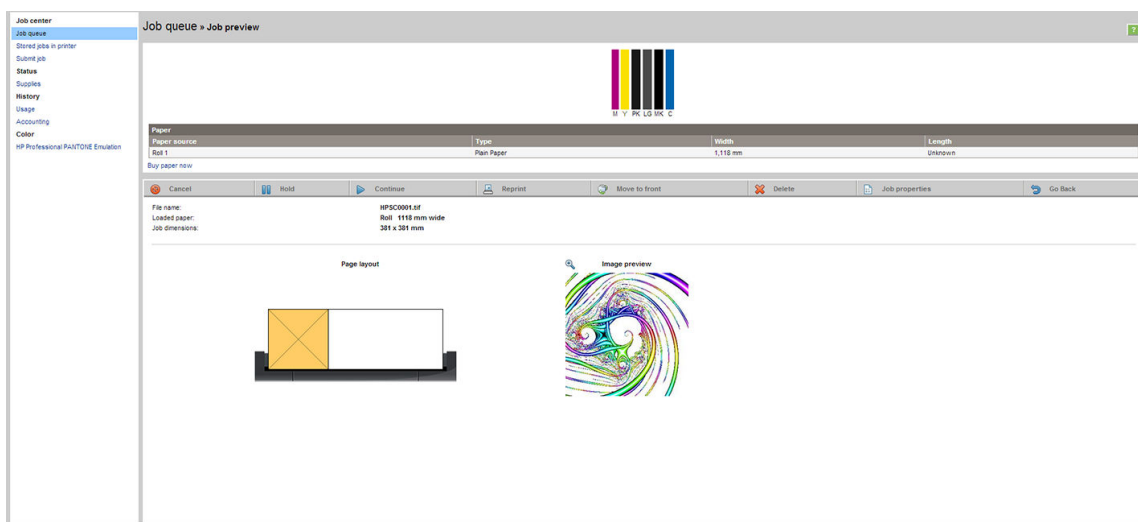 Job center
Job queue
Stored jobs in printer
Submit job
Status
Supplies
History
Usage
Accounting
Color
HP Professional PANTONE Emulation
Job queue » Job preview
?
M Y PK LG MK C
Paper
Paper source Type Width Length
Roll 1 Plain Paper 1,118 mm Unknown
Buy paper now
Cancel Hold Continue Reprint Move to front Delete Job properties Go Back
File name: HPSC0001.tif
Loaded paper: Roll 1118 mm wide
Job dimensions: 381 x 381 mm
Page layout Image preview